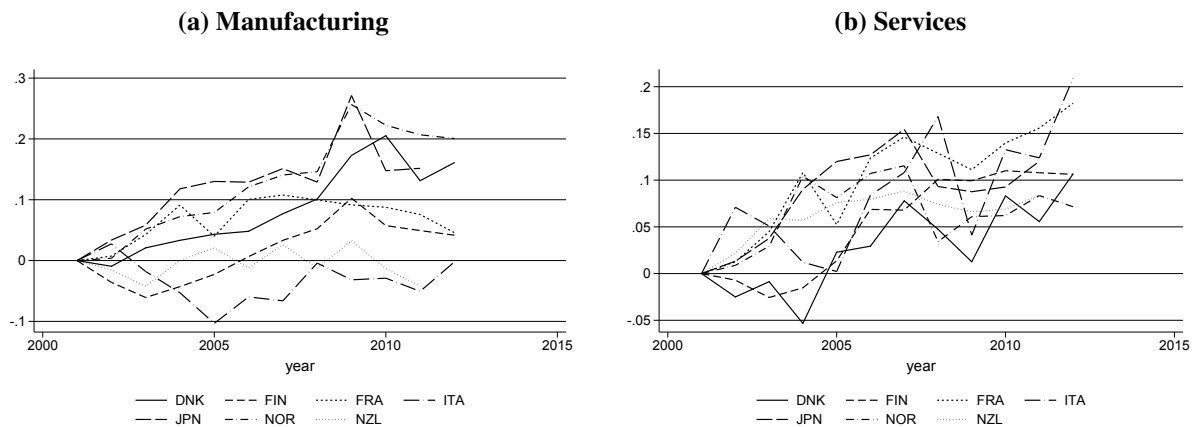 (a) Manufacturing
.3
.2
.1
0
-.1
2000 2005 2010 2015
year
DNK FIN FRA ITA
JPN NOR NZL
(b) Services
.2
.15
.1
.05
0
-.05
2000 2005 2010 2015
year
DNK FIN FRA ITA
JPN NOR NZL